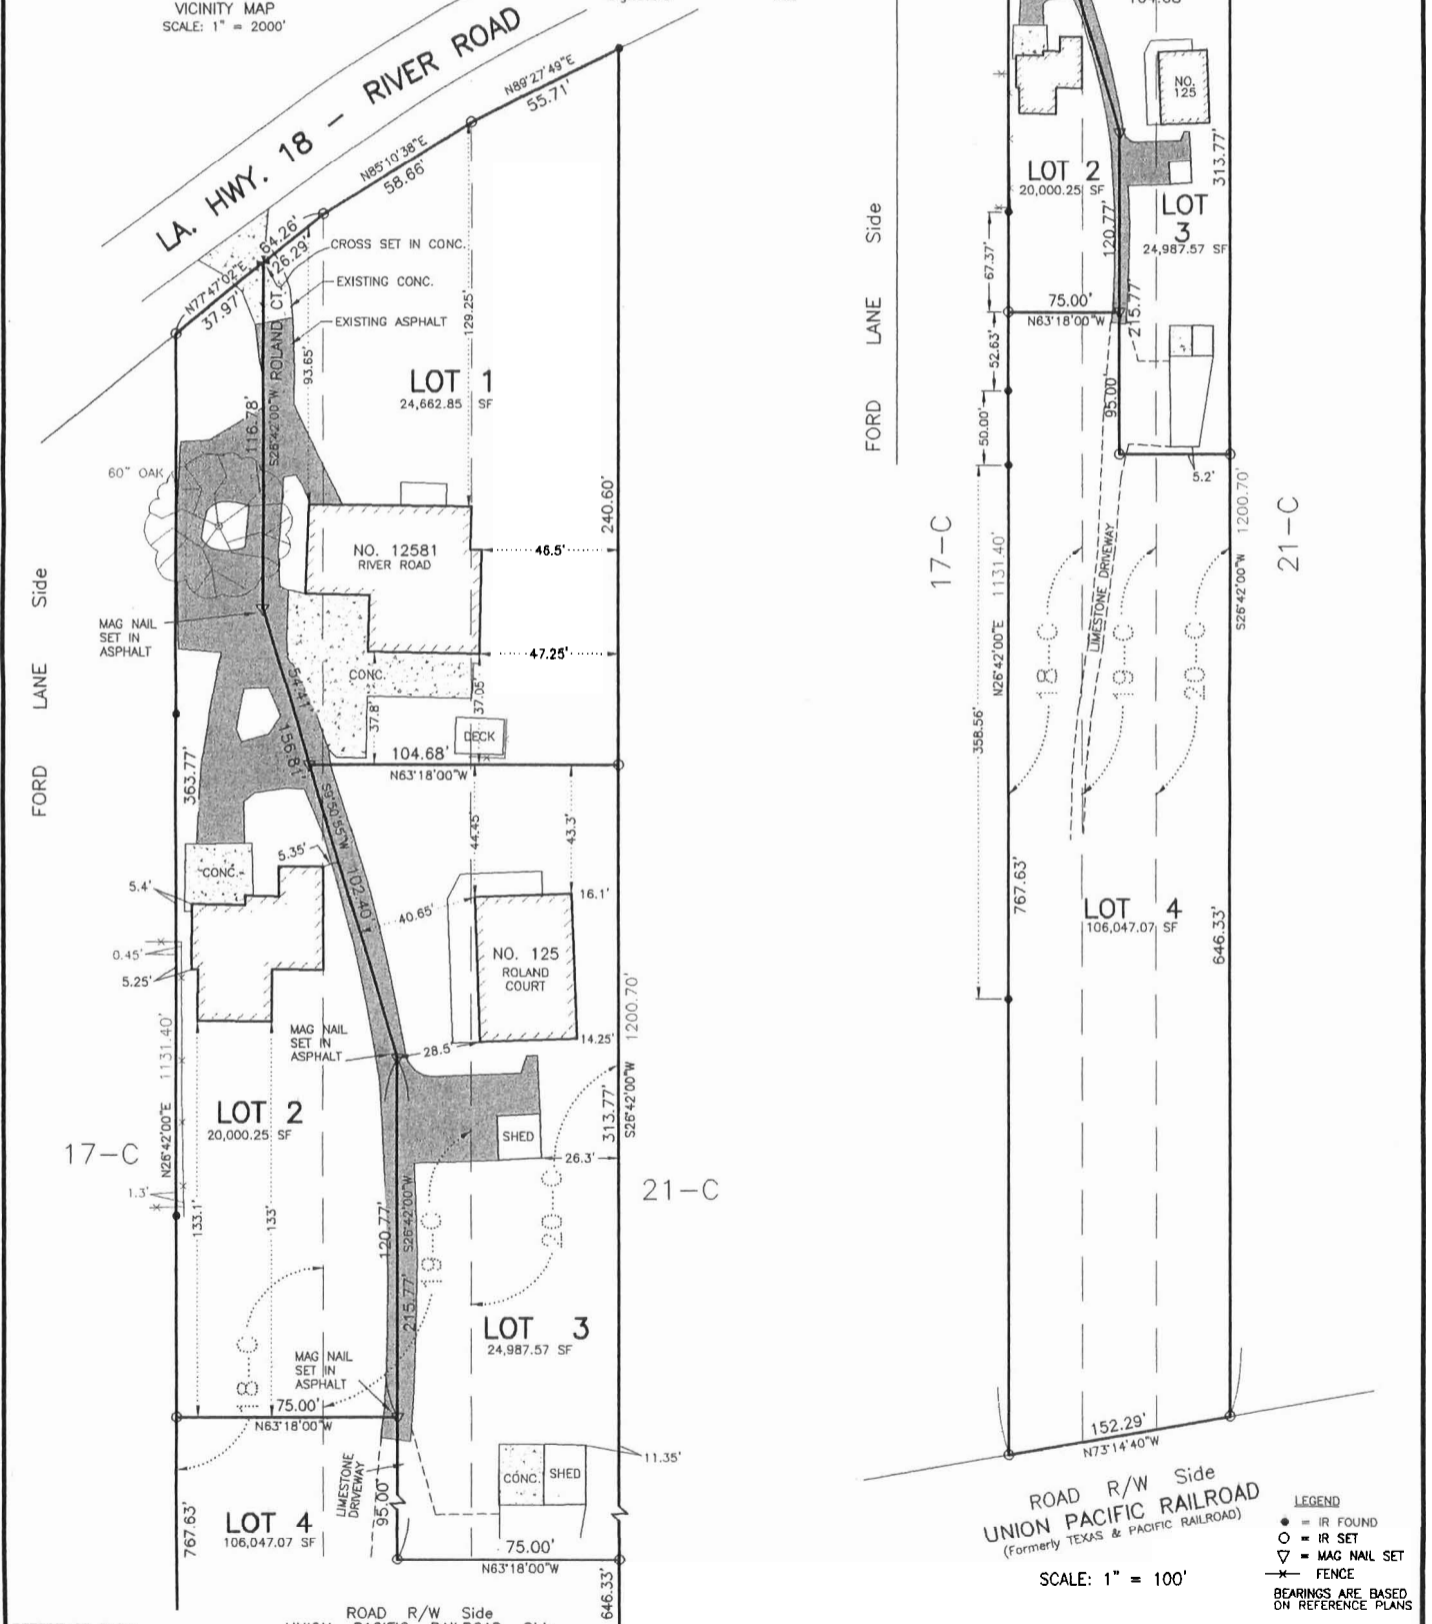 VICINITY MAP
SCALE: 1" = 2000'
LA. HWY. 18 - RIVER ROAD
N89°27'49"E
55.71'
N85°10'38"E
58.66'
64.26'
26.29'
N77°47'02"E
37.97'
CROSS SET IN CONC.
EXISTING CONC.
EXISTING ASPHALT
ROLAND CT.
S26°42'00"W
116.78'
93.65'
129.25'
LOT 1
24,662.85 SF
60" OAK
240.60'
NO. 12581
RIVER ROAD
46.5'
47.25'
FORD LANE Side
MAG NAIL
SET IN
ASPHALT
54.41'
156.81'
CONC.
37.8'
37.05'
DECK
104.68'
N63°18'00"W
363.77'
S9°50'55"W
102.40'
44.45'
43.3'
5.35'
CONC.
5.4'
16.1'
40.65'
0.45'
5.25'
NO. 125
ROLAND
COURT
MAG NAIL
SET IN
ASPHALT
28.5'
14.25'
N26°42'00"E 1131.40'
S26°42'00"W 1200.70'
313.77'
LOT 2
20,000.25 SF
SHED
26.3'
17-C
21-C
1.3'
133.1'
133'
120.77'
S26°42'00"W
215.77'
18-C
19-C
20-C
LOT 3
24,987.57 SF
MAG NAIL
SET IN
ASPHALT
75.00'
N63°18'00"W
LIMESTONE
DRIVEWAY
95.00'
CONC.
SHED
11.35'
767.63'
LOT 4
106,047.07 SF
75.00'
N63°18'00"W
646.33'
ROAD R/W Side
104.68'
NO.
125
313.77'
LOT 2
20,000.25 SF
LOT
3
24,987.57 SF
FORD LANE Side
120.77'
67.37'
75.00'
N63°18'00"W
215.77'
52.63'
95.00'
50.00'
5.2'
17-C
21-C
N26°42'00"E 1131.40'
S26°42'00"W 1200.70'
LIMESTONE DRIVEWAY
18-C
19-C
20-C
358.56'
767.63'
LOT 4
106,047.07 SF
646.33'
152.29'
N73°14'40"W
ROAD R/W Side
UNION PACIFIC RAILROAD
(Formerly TEXAS & PACIFIC RAILROAD)
SCALE: 1" = 100'
LEGEND
= IR FOUND
= IR SET
= MAG NAIL SET
FENCE
BEARINGS ARE BASED
ON REFERENCE PLANS